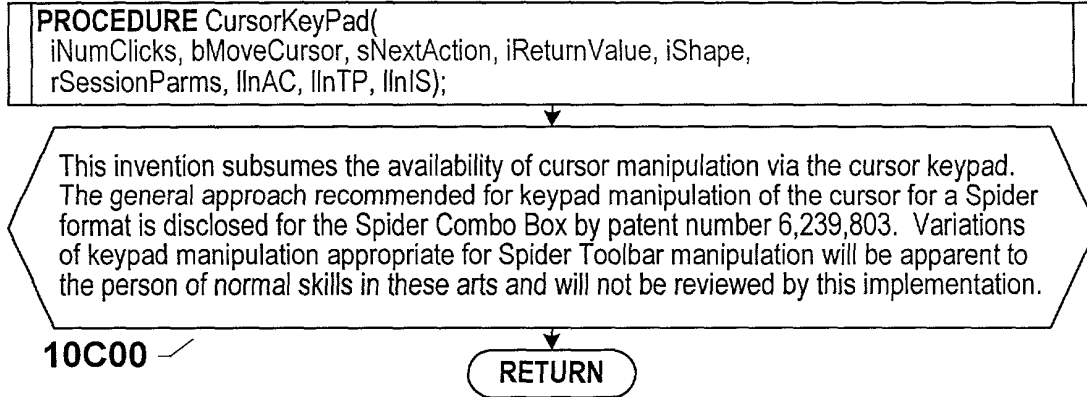 PROCEDURE CursorKeyPad(
iNumClicks, bMoveCursor, sNextAction, iReturnValue, iShape,
rSessionParms, lInAC, lInTP, lInIS);
This invention subsumes the availability of cursor manipulation via the cursor keypad.
The general approach recommended for keypad manipulation of the cursor for a Spider
format is disclosed for the Spider Combo Box by patent number 6,239,803.  Variations
of keypad manipulation appropriate for Spider Toolbar manipulation will be apparent to
the person of normal skills in these arts and will not be reviewed by this implementation.
10C00
RETURN